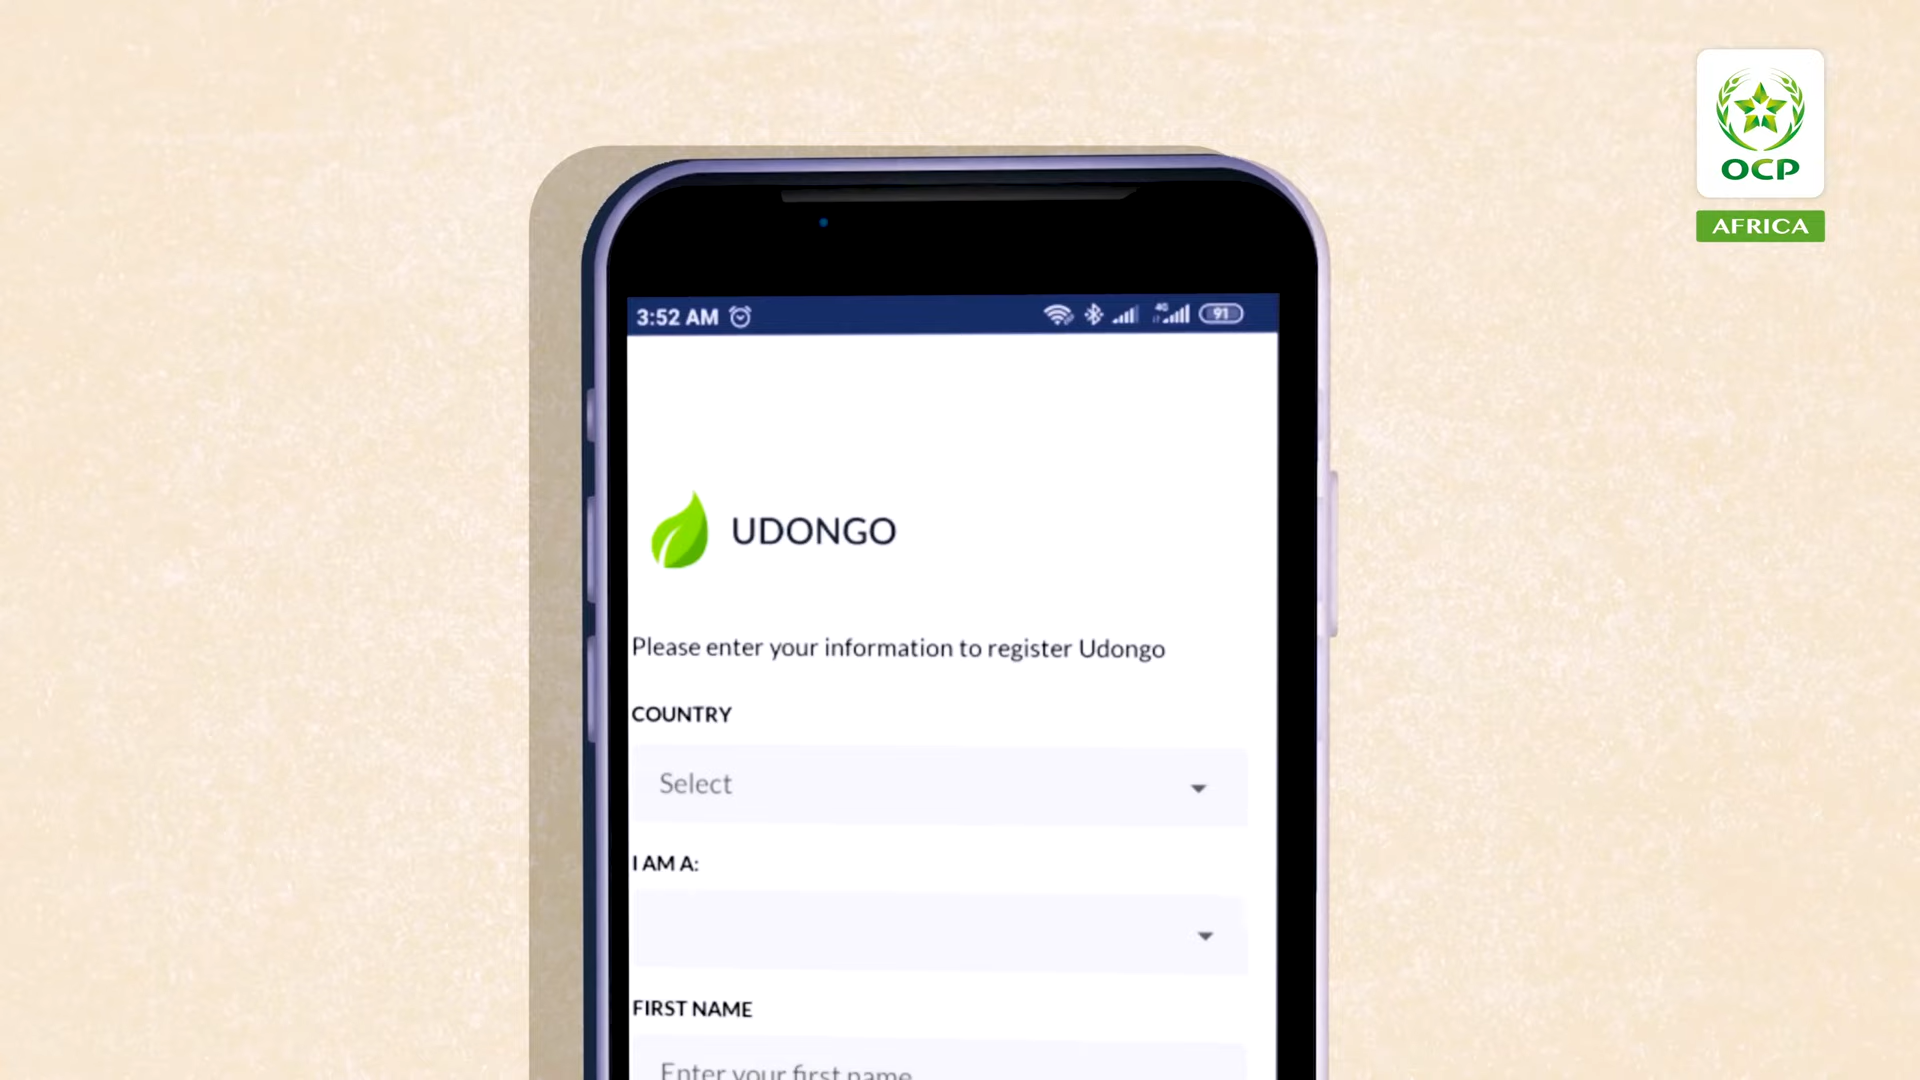 OCP
AFRICA
3:52 AM
4G
91
UDONGO
Please enter your information to register Udongo
COUNTRY
Select
I AM A:
FIRST NAME
Enter your first name